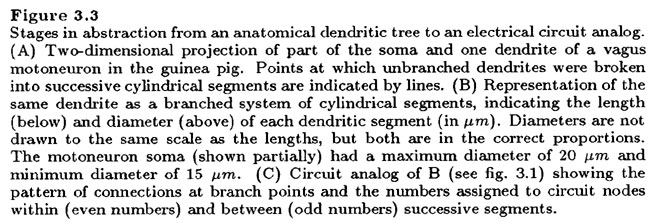 Figure 3.3
Stages in abstraction from an anatomical dendritic tree to an electrical circuit analog.
(A) Two-dimensional projection of part of the soma and one dendrite of a vagus
motoneuron in the guinea pig. Points at which unbranched dendrites were broken
into successive cylindrical segments are indicated by lines. (B) Representation of the
same dendrite as a branched system of cylindrical segments, indicating the length
(below) and diameter (above) of each dendritic segment (in μm). Diameters are not
drawn to the same scale as the lengths, but both are in the correct proportions.
The motoneuron soma (shown partially) had a maximum diameter of 20 μm and
minimum diameter of 15 μm. (C) Circuit analog of B (see fig. 3.1) showing the
pattern of connections at branch points and the numbers assigned to circuit nodes
within (even numbers) and between (odd numbers) successive segments.